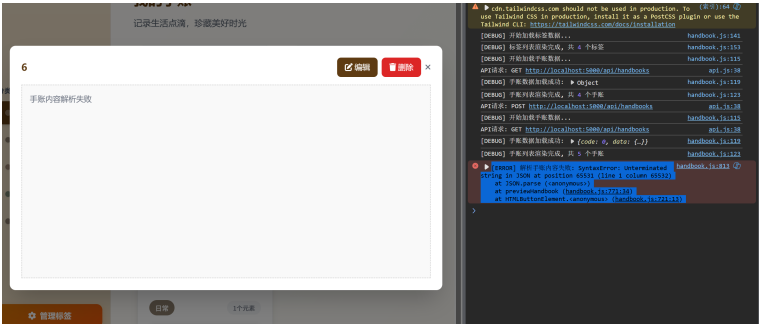 记录生活点滴，珍藏美好时光
6
编辑
删除
×
手账内容解析失败
日常
1个元素
管理标签
cdn.tailwindcss.com should not be used in production. To (索引):64
use Tailwind CSS in production, install it as a PostCSS plugin or use the
Tailwind CLI: https://tailwindcss.com/docs/installation
[DEBUG] 开始加载标签数据... handbook.js:141
[DEBUG] 标签列表渲染完成, 共 4 个标签 handbook.js:153
[DEBUG] 开始加载手账数据... handbook.js:115
API请求: GET http://localhost:5000/api/handbooks api.js:38
[DEBUG] 手账数据加载成功: ▶ Object handbook.js:119
[DEBUG] 手账列表渲染完成, 共 4 个手账 handbook.js:123
API请求: POST http://localhost:5000/api/handbooks api.js:38
[DEBUG] 开始加载手账数据... handbook.js:115
API请求: GET http://localhost:5000/api/handbooks api.js:38
[DEBUG] 手账数据加载成功: ▶ {code: 0, data: {…}} handbook.js:119
[DEBUG] 手账列表渲染完成, 共 5 个手账 handbook.js:123
▶ [ERROR] 解析手账内容失败: SyntaxError: Unterminated handbook.js:813
string in JSON at position 65531 (line 1 column 65532)
at JSON.parse (<anonymous>)
at previewHandbook (handbook.js:773:34)
at HTMLButtonElement.<anonymous> (handbook.js:721:13)